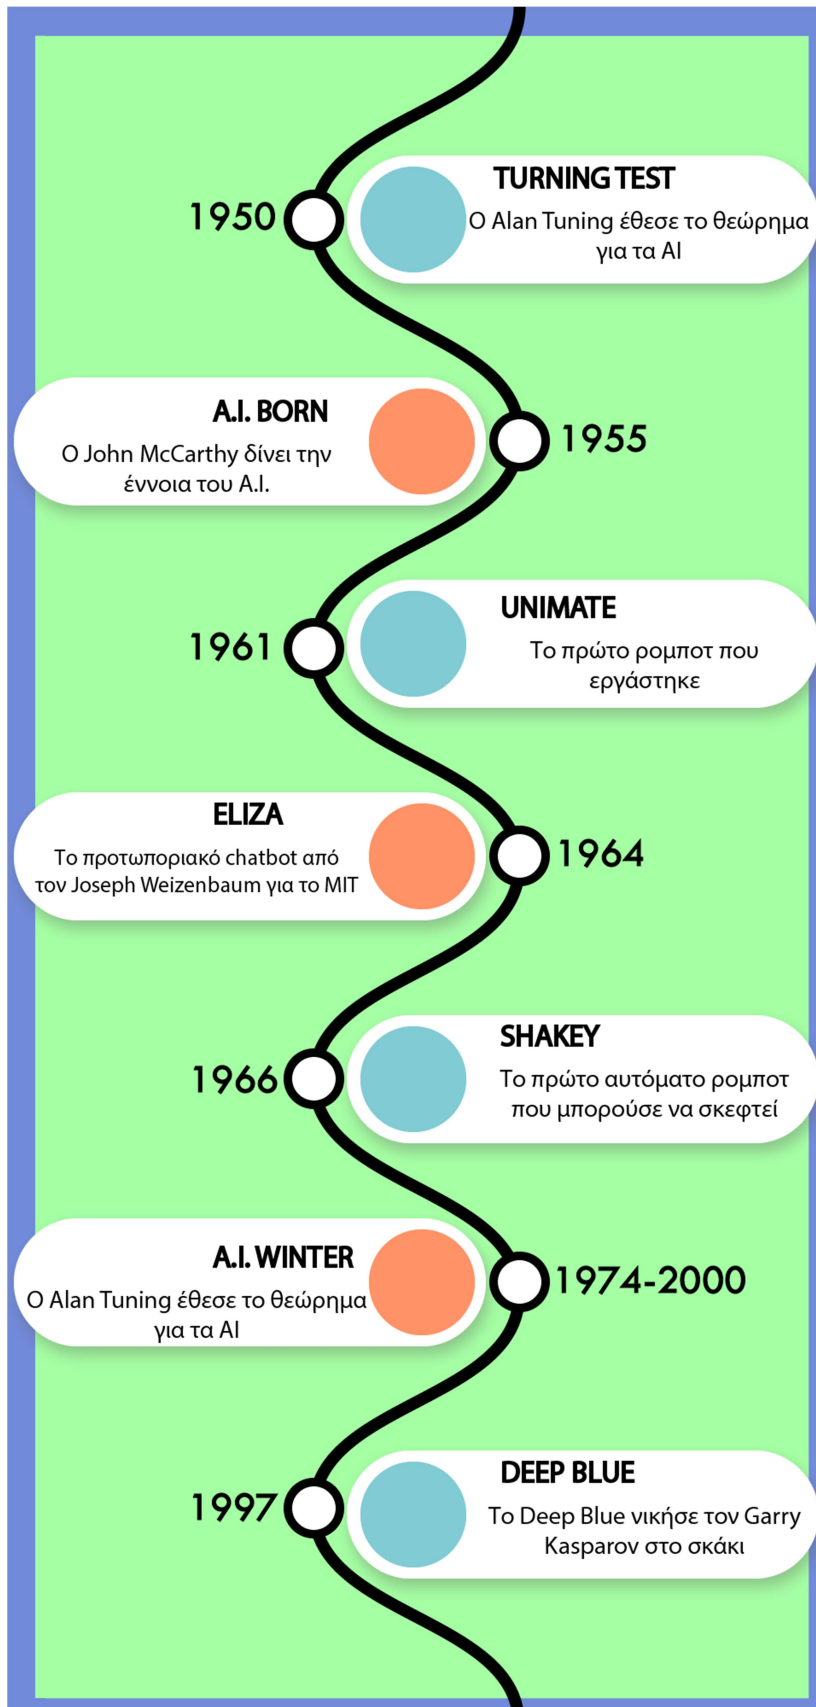 1950
TURNING TEST
Ο Alan Tuning έθεσε το θεώρημα
για τα AI
A.I. BORN
Ο John McCarthy δίνει την
έννοια του A.I.
1955
1961
UNIMATE
Το πρώτο ρομποτ που
εργάστηκε
ELIZA
Το προτωποριακό chatbot από
τον Joseph Weizenbaum για το MIT
1964
1966
SHAKEY
Το πρώτο αυτόματο ρομποτ
που μπορούσε να σκεφτεί
A.I. WINTER
Ο Alan Tuning έθεσε το θεώρημα
για τα AI
1974-2000
1997
DEEP BLUE
Το Deep Blue νικήσε τον Garry
Kasparov στο σκάκι